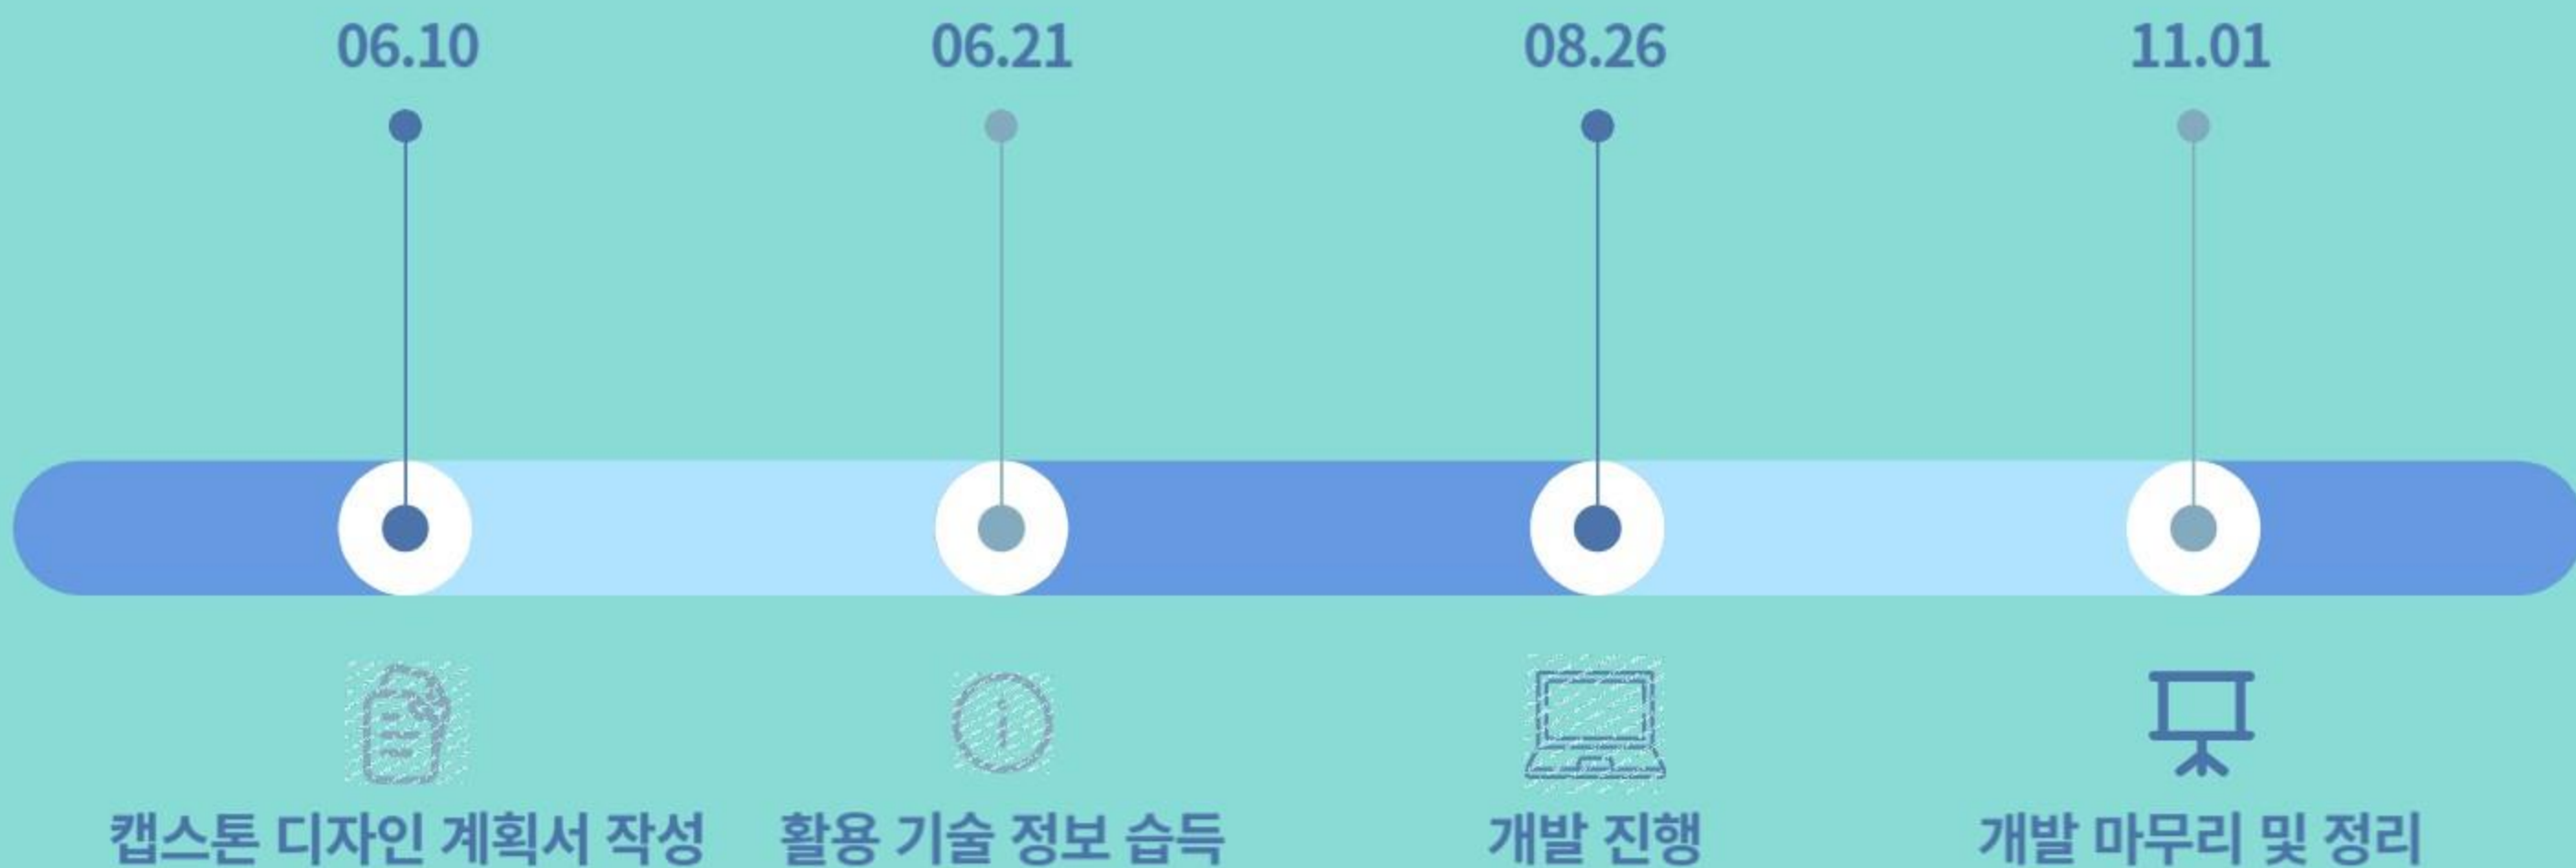 06.10 06.21 08.26 11.01
캡스톤 디자인 계획서 작성 활용 기술 정보 습득 개발 진행 개발 마무리 및 정리